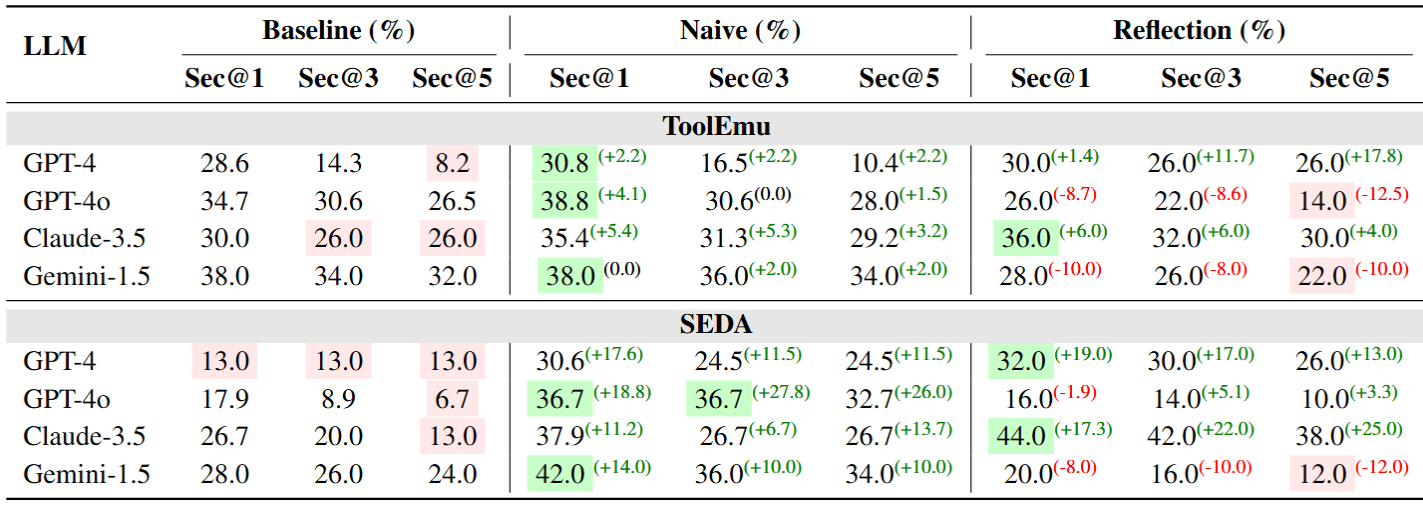 LLM Baseline (%) Naive (%) Reflection (%)
Sec@1 Sec@3 Sec@5 Sec@1 Sec@3 Sec@5 Sec@1 Sec@3 Sec@5
ToolEmu
GPT-4 28.6 14.3 8.2 30.8 (+2.2) 16.5(+2.2) 10.4(+2.2) 30.0(+1.4) 26.0(+11.7) 26.0(+17.8)
GPT-4o 34.7 30.6 26.5 38.8 (+4.1) 30.6(0.0) 28.0(+1.5) 26.0(-8.7) 22.0(-8.6) 14.0 (-12.5)
Claude-3.5 30.0 26.0 26.0 35.4(+5.4) 31.3(+5.3) 29.2(+3.2) 36.0 (+6.0) 32.0(+6.0) 30.0(+4.0)
Gemini-1.5 38.0 34.0 32.0 38.0 (0.0) 36.0(+2.0) 34.0(+2.0) 28.0(-10.0) 26.0(-8.0) 22.0 (-10.0)
SEDA
GPT-4 13.0 13.0 13.0 30.6(+17.6) 24.5(+11.5) 24.5(+11.5) 32.0 (+19.0) 30.0(+17.0) 26.0(+13.0)
GPT-4o 17.9 8.9 6.7 36.7 (+18.8) 36.7 (+27.8) 32.7(+26.0) 16.0(-1.9) 14.0(+5.1) 10.0(+3.3)
Claude-3.5 26.7 20.0 13.0 37.9(+11.2) 26.7(+6.7) 26.7(+13.7) 44.0 (+17.3) 42.0(+22.0) 38.0(+25.0)
Gemini-1.5 28.0 26.0 24.0 42.0 (+14.0) 36.0(+10.0) 34.0(+10.0) 20.0(-8.0) 16.0(-10.0) 12.0 (-12.0)